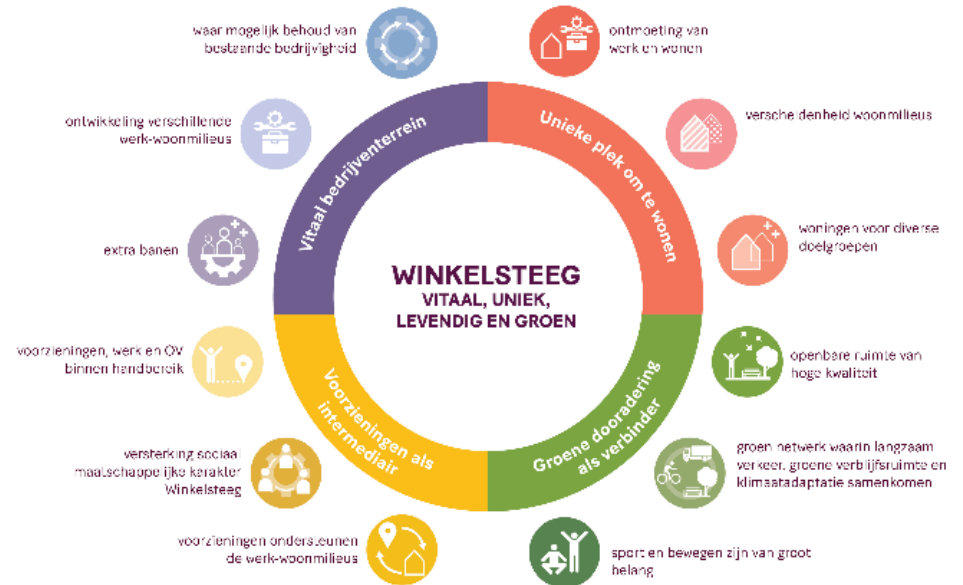 waar mogelijk behoud van
bestaande bedrijvigheid
ontmoeting van
werk en wonen
ontwikkeling verschillende
werk-woonmilieus
verscheidenheid woonmilieus
extra banen
woningen voor diverse
doelgroepen
Vitaal bedrijventerrein
Unieke plek om te wonen
WINKELSTEEG
VITAAL, UNIEK,
LEVENDIG EN GROEN
Voorzieningen als
intermediair
Groene dooradering
als verbinder
voorzieningen, werk en OV
binnen handbereik
openbare ruimte van
hoge kwaliteit
versterking sociaal
maatschappelijke karakter
Winkelsteeg
groen netwerk waarin langzaam
verkeer, groene verblijfsruimte en
klimaatadaptatie samenkomen
voorzieningen ondersteunen
de werk-woonmilieus
sport en bewegen zijn van groot
belang